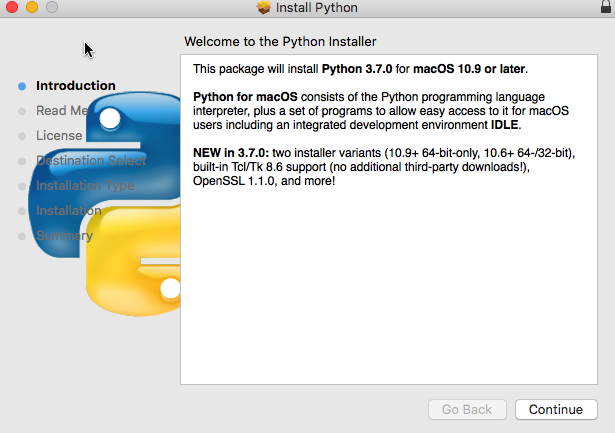 Install Python
Welcome to the Python Installer
Introduction
Read Me
License
Destination Select
Installation Type
Installation
Summary
This package will install Python 3.7.0 for macOS 10.9 or later.
Python for macOS consists of the Python programming language
interpreter, plus a set of programs to allow easy access to it for macOS
users including an integrated development environment IDLE.
NEW in 3.7.0: two installer variants (10.9+ 64-bit-only, 10.6+ 64-/32-bit),
built-in Tcl/Tk 8.6 support (no additional third-party downloads!),
OpenSSL 1.1.0, and more!
Go Back
Continue